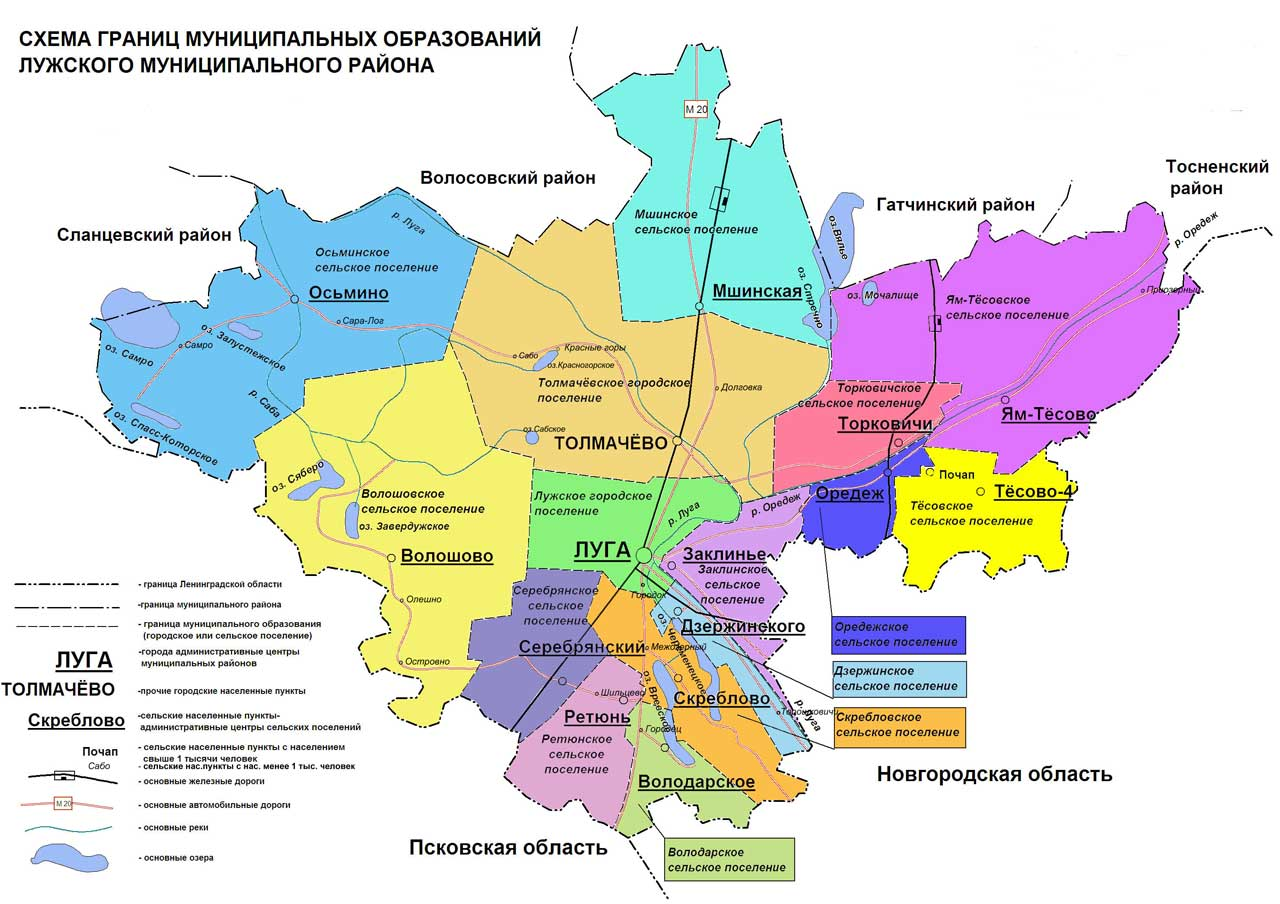 СХЕМА ГРАНИЦ МУНИЦИПАЛЬНЫХ ОБРАЗОВАНИЙ
ЛУЖСКОГО МУНИЦИПАЛЬНОГО РАЙОНА
М 20
Волосовский район
Тосненский
район
Гатчинский район
Сланцевский район
р. Луга
Мшинское
сельское поселение
оз.Вялье
р. Оредеж
Осьминское
сельское поселение
Осьмино
Мшинская
оз. Стречно
оз. Мочалище
Ям-Тёсовское
сельское поселение
Приозерный
Сара-Лог
оз. Залустежское
Самро
оз. Самро
Сабо
Красные горы
оз.Красногорское
Толмачёвское городское
поселение
Долговка
Торковичское
сельское поселение
Торковичи
Ям-Тёсово
р. Саба
оз. Спасс-Которское
оз.Сабское
ТОЛМАЧЁВО
оз. Сяберо
Волошовское
сельское поселение
оз. Завердужское
Лужское городское
поселение
р. Луга
р. Оредеж
Оредеж
Почап
Тёсово-4
Тёсовское
сельское поселение
Волошово
ЛУГА
Заклинье
Заклинское
сельское
поселение
Городок
Серебрянское
сельское
поселение
Олешно
Островно
Дзержинского
Серебрянский
Межозерный
оз. Череменецкое
оз. Вревское
Скреблово
Шильцево
Ретюнь
Городец
р. Луга
Ретюнское
сельское
поселение
Володарское
Оредежское
сельское поселение
Дзержинское
сельское поселение
Скребловское
сельское поселение
Володарское
сельское поселение
Новгородская область
Псковская область
- граница Ленинградской области
-граница муниципального района
- граница муниципального образования
(городское или сельское поселение)
ЛУГА
-города административные центры
муниципальных районов
ТОЛМАЧЁВО
-прочие городские населенные пункты
Скреблово
-сельские населенные пункты-
административные центры сельских поселений
Почап
- сельские населенные пункты с населением
свыше 1 тысячи человек
Сабо
- сельские нас.пункты с нас. менее 1 тыс. человек
- основные железные дороги
М 20
- основные автомобильные дороги
- основные реки
- основные озера